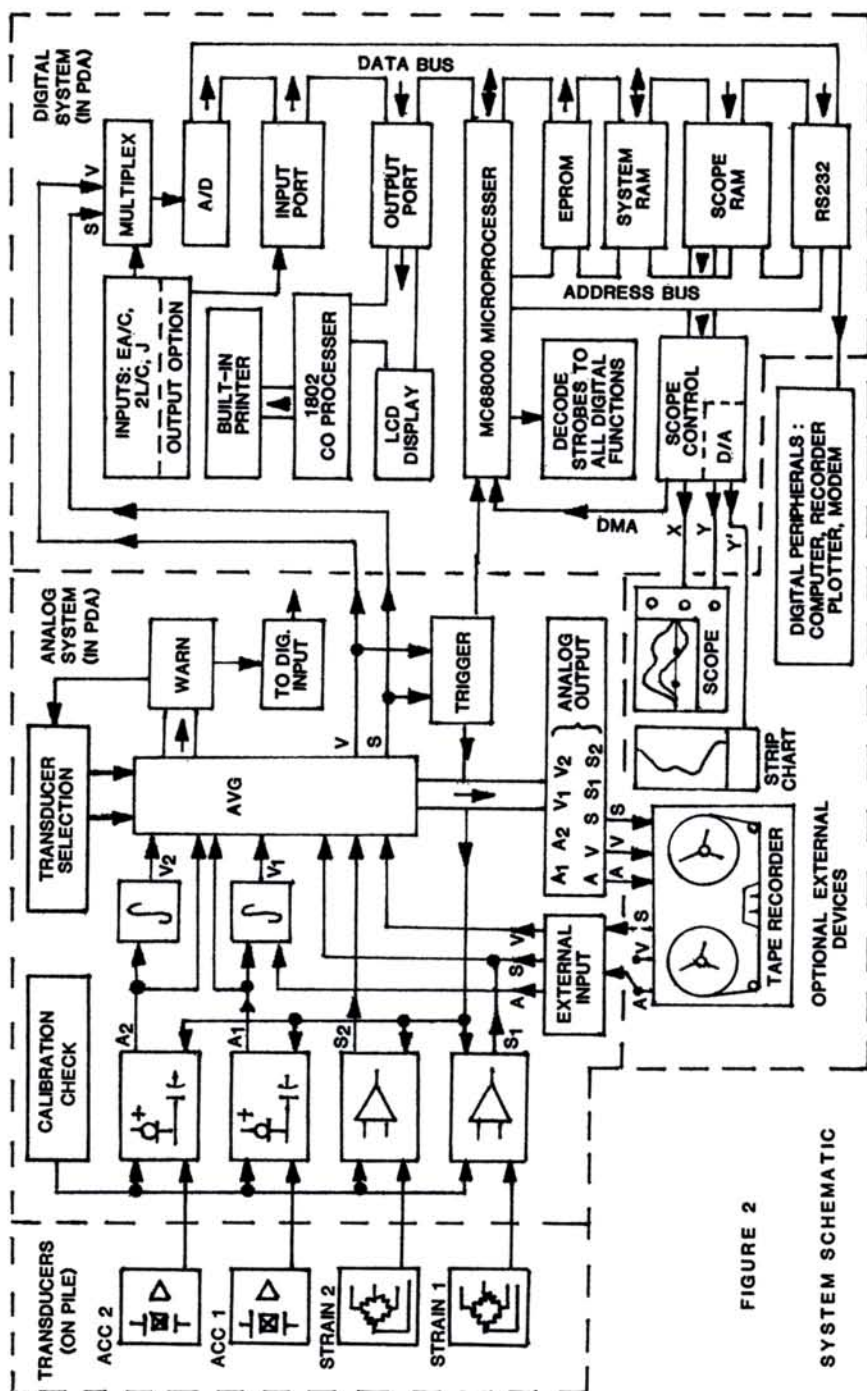 TRANSDUCERS
(ON PILE)
ACC 2
ACC 1
STRAIN 2
STRAIN 1
ANALOG
SYSTEM
(IN PDA)
CALIBRATION
CHECK
TRANSDUCER
SELECTION
A2
A1
S2
S1
V2
V1
AVG
WARN
TO DIG.
INPUT
V
S
TRIGGER
A
S
V
EXTERNAL
INPUT
A1 A2 V1 V2
A V S S1 S2
ANALOG
OUTPUT
A
V
S
A
V
S
TAPE RECORDER
OPTIONAL EXTERNAL
DEVICES
STRIP
CHART
SCOPE
DIGITAL
SYSTEM
(IN PDA)
S
V
MULTIPLEX
A/D
INPUTS: EA/C,
2L/C, J
OUTPUT OPTION
INPUT
PORT
DATA BUS
BUILT-IN
PRINTER
1802
CO PROCESSER
LCD
DISPLAY
OUTPUT
PORT
MC68000 MICROPROCESSER
DECODE
STROBES TO
ALL DIGITAL
FUNCTIONS
EPROM
SYSTEM
RAM
SCOPE
RAM
RS232
ADDRESS BUS
SCOPE
CONTROL
D/A
DMA
X
Y
Y'
DIGITAL PERIPHERALS :
COMPUTER, RECORDER
PLOTTER, MODEM
FIGURE 2
SYSTEM SCHEMATIC